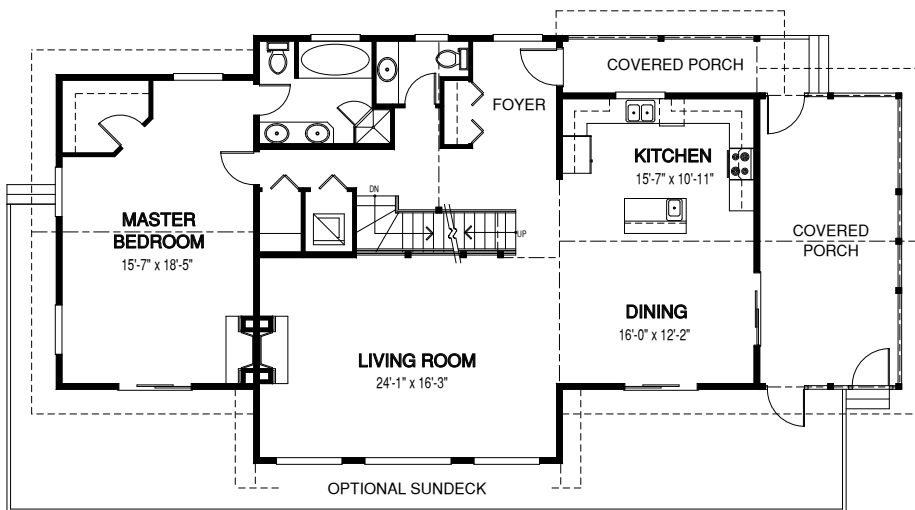 COVERED PORCH
FOYER
KITCHEN
15'-7" x 10'-11"
DN
UP
MASTER
BEDROOM
15'-7" x 18'-5"
COVERED
PORCH
DINING
16'-0" x 12'-2"
LIVING ROOM
24'-1" x 16'-3"
OPTIONAL SUNDECK